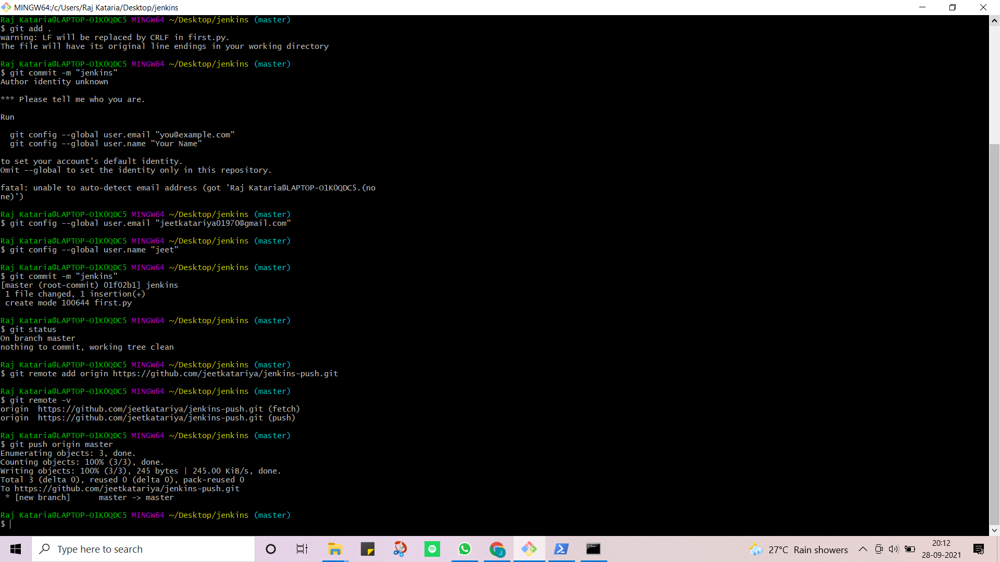 MINGW64:/c/Users/Raj Kataria/Desktop/jenkins
Raj Kataria@LAPTOP-O1K0QDC5 MINGW64 ~/Desktop/jenkins (master)
$ git add .
warning: LF will be replaced by CRLF in first.py.
The file will have its original line endings in your working directory
Raj Kataria@LAPTOP-O1K0QDC5 MINGW64 ~/Desktop/jenkins (master)
$ git commit -m "jenkins"
Author identity unknown
*** Please tell me who you are.
Run
git config --global user.email "you@example.com"
git config --global user.name "Your Name"
to set your account's default identity.
Omit --global to set the identity only in this repository.
fatal: unable to auto-detect email address (got 'Raj Kataria@LAPTOP-O1K0QDC5.(no
ne)')
Raj Kataria@LAPTOP-O1K0QDC5 MINGW64 ~/Desktop/jenkins (master)
$ git config --global user.email "jeetkatariya01970@gmail.com"
Raj Kataria@LAPTOP-O1K0QDC5 MINGW64 ~/Desktop/jenkins (master)
$ git config --global user.name "jeet"
Raj Kataria@LAPTOP-O1K0QDC5 MINGW64 ~/Desktop/jenkins (master)
$ git commit -m "jenkins"
[master (root-commit) 01f02b1] jenkins
1 file changed, 1 insertion(+)
create mode 100644 first.py
Raj Kataria@LAPTOP-O1K0QDC5 MINGW64 ~/Desktop/jenkins (master)
$ git status
On branch master
nothing to commit, working tree clean
Raj Kataria@LAPTOP-O1K0QDC5 MINGW64 ~/Desktop/jenkins (master)
$ git remote add origin https://github.com/jeetkatariya/jenkins-push.git
Raj Kataria@LAPTOP-O1K0QDC5 MINGW64 ~/Desktop/jenkins (master)
$ git remote -v
origin  https://github.com/jeetkatariya/jenkins-push.git (fetch)
origin  https://github.com/jeetkatariya/jenkins-push.git (push)
Raj Kataria@LAPTOP-O1K0QDC5 MINGW64 ~/Desktop/jenkins (master)
$ git push origin master
Enumerating objects: 3, done.
Counting objects: 100% (3/3), done.
Writing objects: 100% (3/3), 245 bytes | 245.00 KiB/s, done.
Total 3 (delta 0), reused 0 (delta 0), pack-reused 0
To https://github.com/jeetkatariya/jenkins-push.git
* [new branch]      master -> master
Raj Kataria@LAPTOP-O1K0QDC5 MINGW64 ~/Desktop/jenkins (master)
$
Type here to search
27°C Rain showers
20:12
28-09-2021